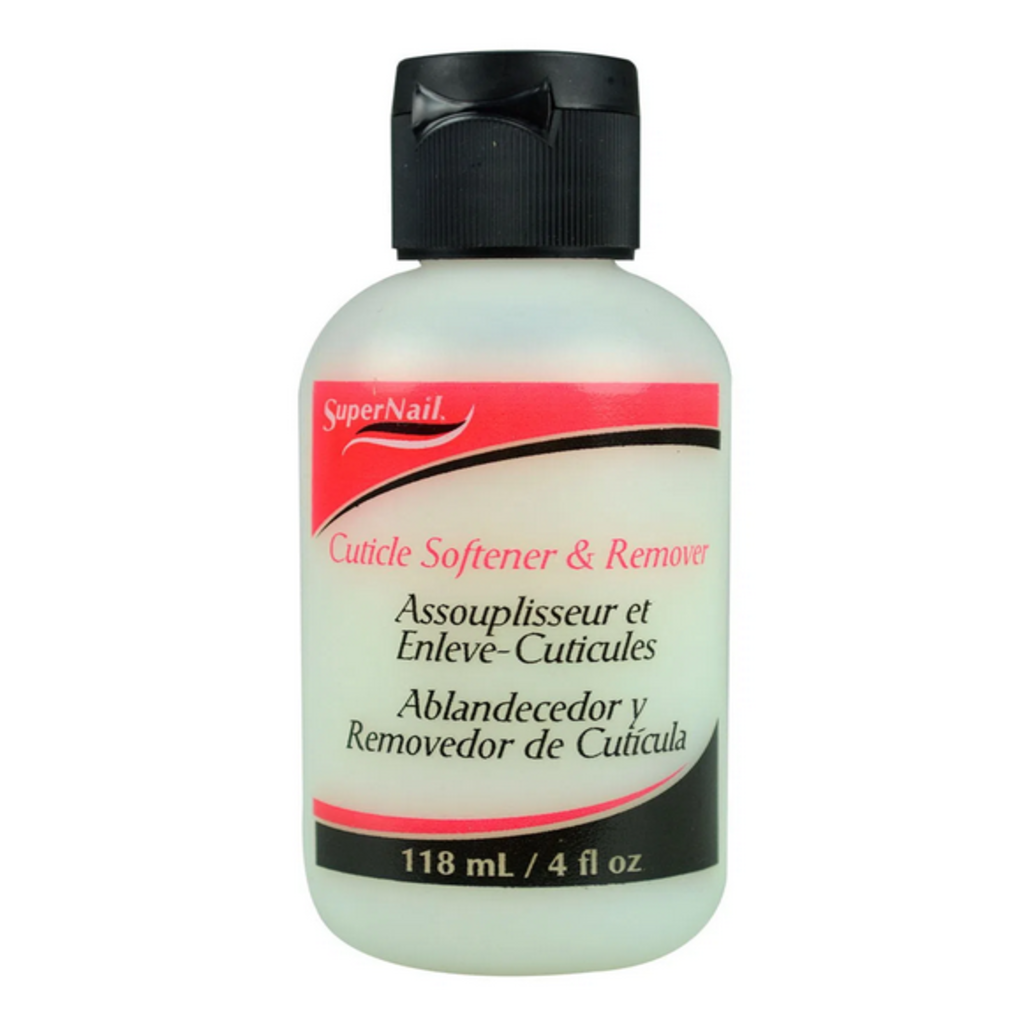 SuperNail.
Cuticle Softener & Remover
Assouplisseur et
Enleve-Cuticules
Ablandecedor y
Removedor de Cutícula
118 mL / 4 fl oz